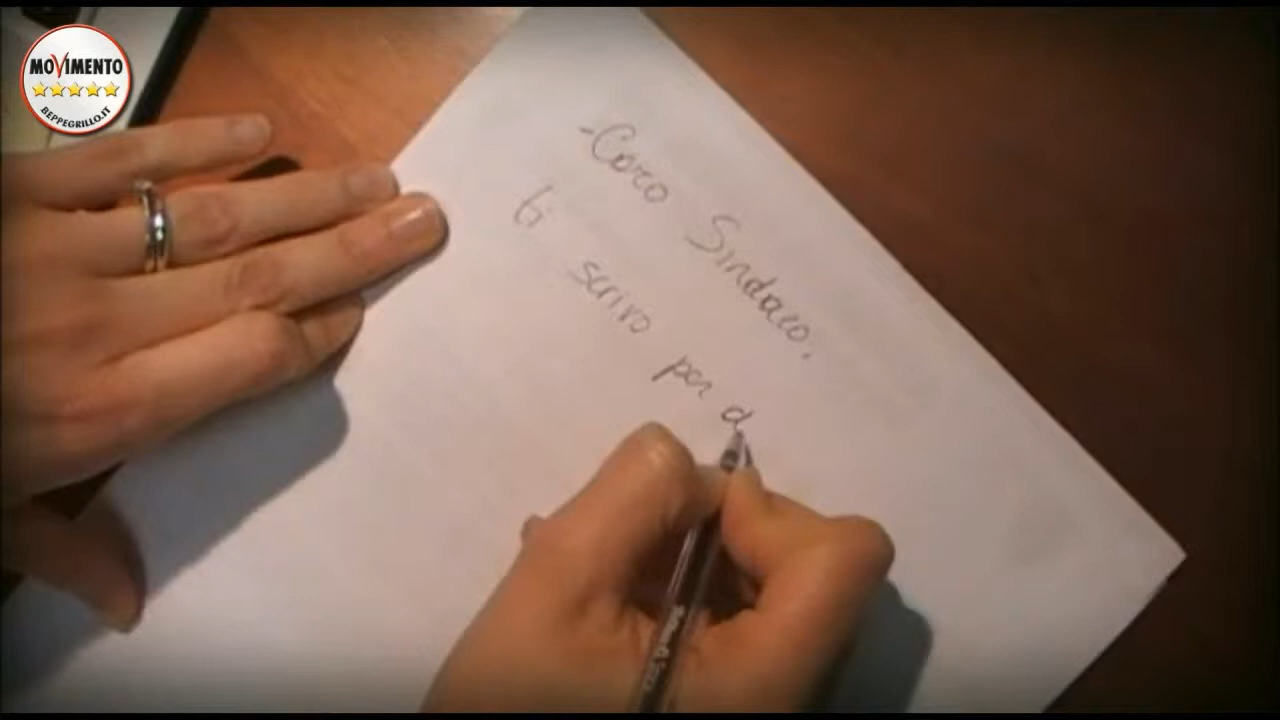 MOVIMENTO
BEPPEGRILLO.IT
-Caro Sindaco,
ti scrivo per d